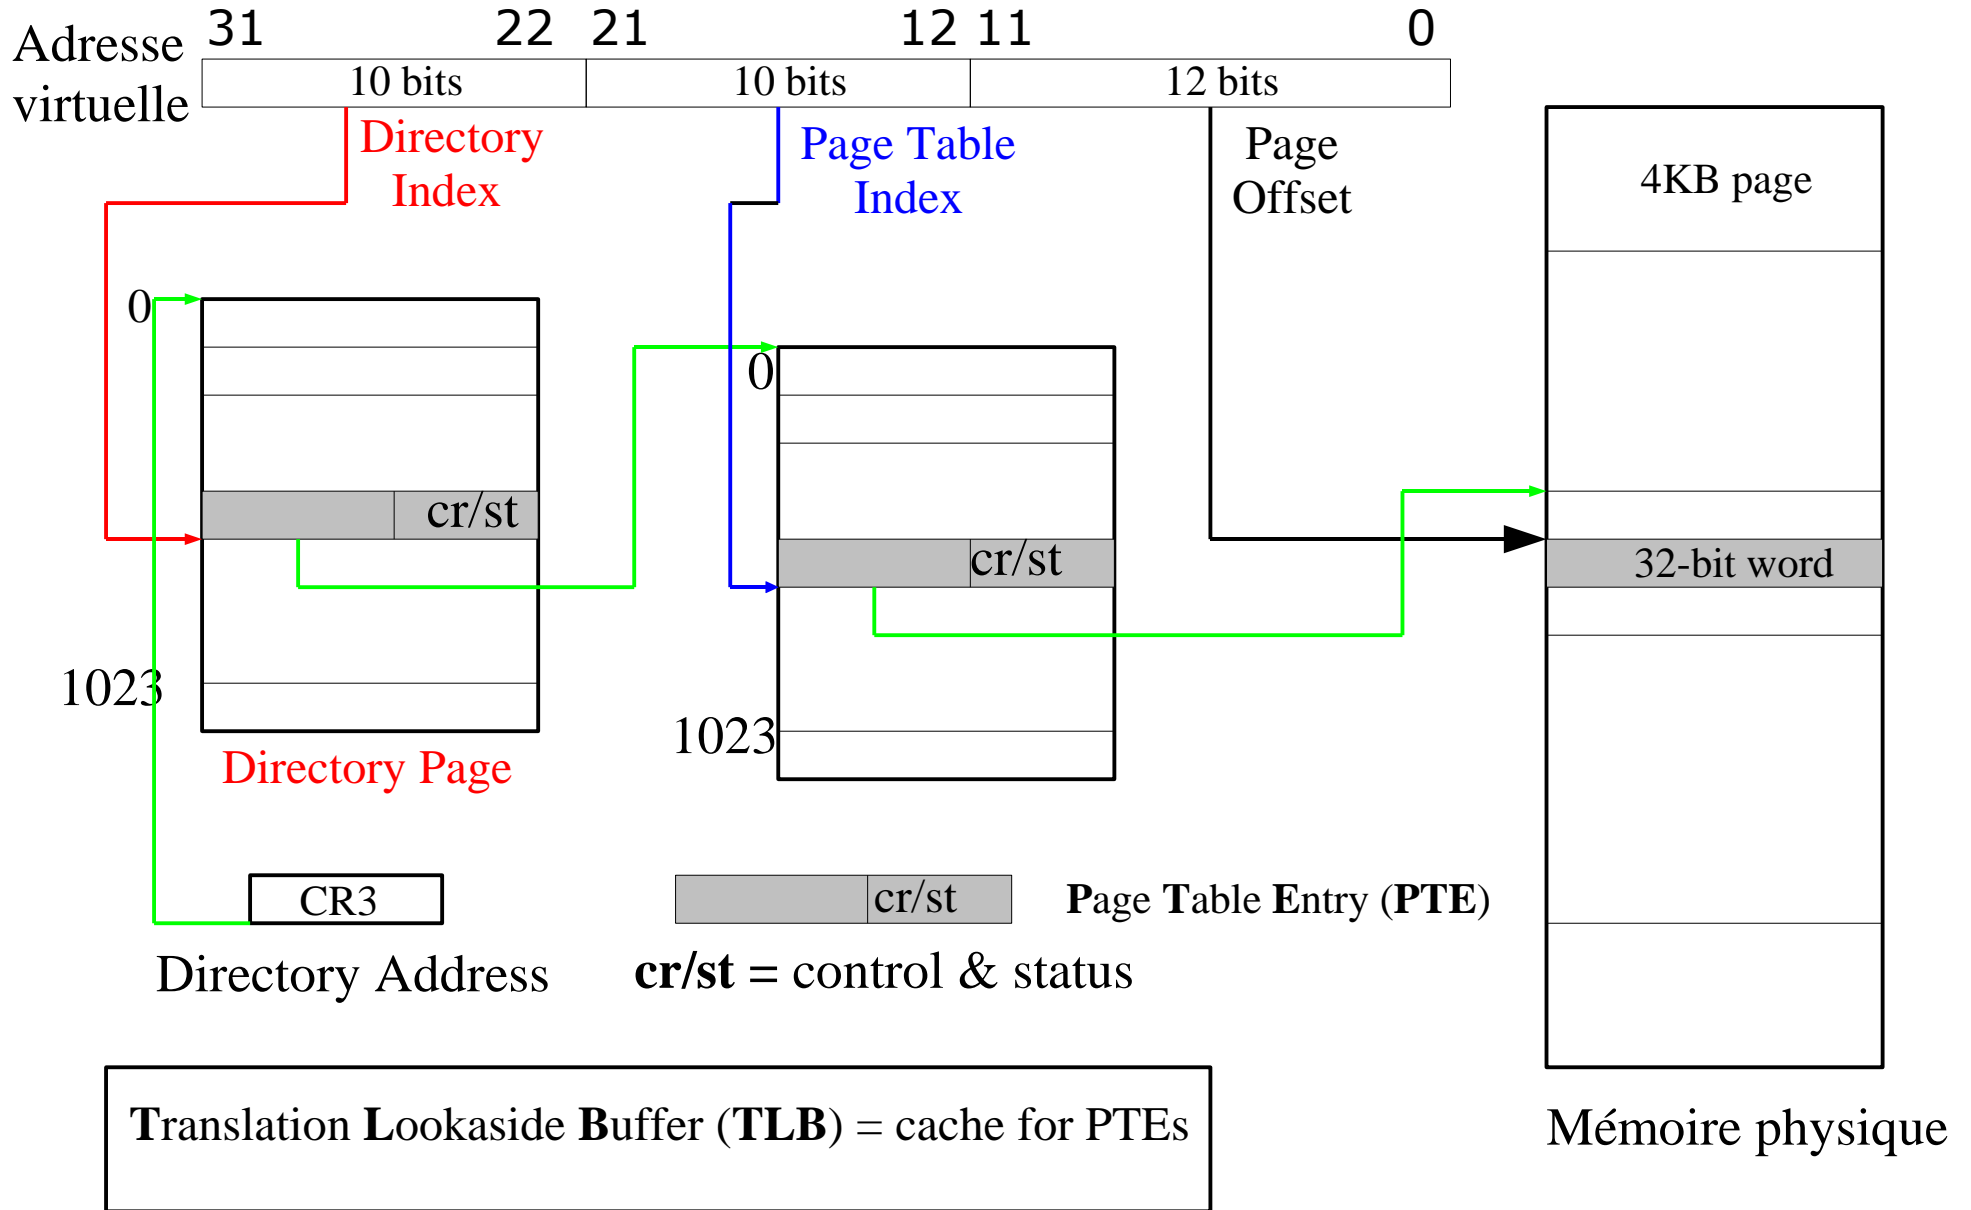 Adresse
virtuelle
31 22 21 12 11 0
10 bits 10 bits 12 bits
Directory
Index
Page Table
Index
Page
Offset
4KB page
0
0
cr/st
cr/st
32-bit word
1023
1023
Directory Page
CR3
cr/st
Page Table Entry (PTE)
Directory Address
cr/st = control & status
Translation Lookaside Buffer (TLB) = cache for PTEs
Mémoire physique